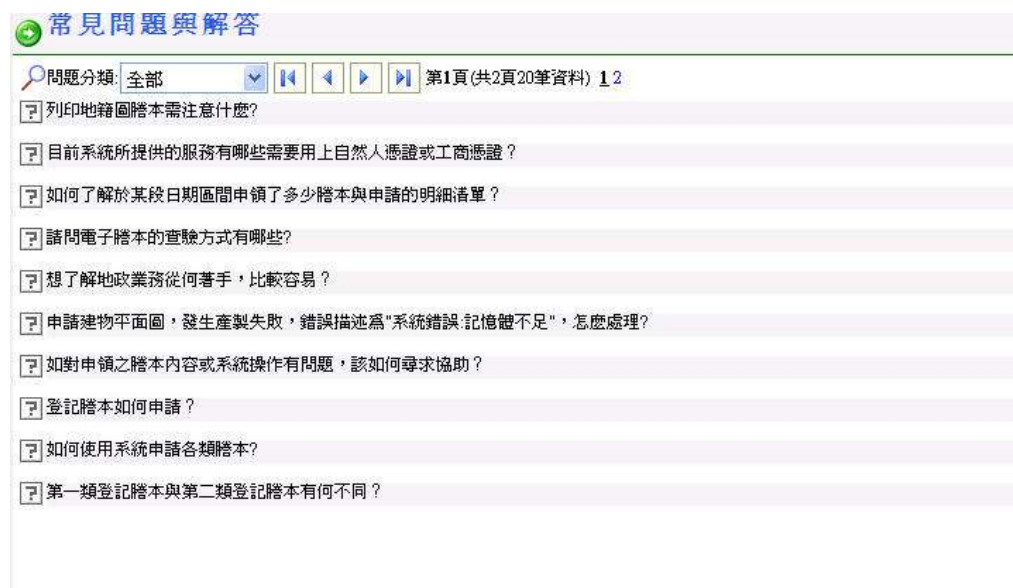 常見問題與解答
問題分類: 全部 第1頁(共2頁20筆資料) 1 2
列印地籍圖謄本需注意什麼?
目前系統所提供的服務有哪些需要用上自然人憑證或工商憑證？
如何了解於某段日期區間申領了多少謄本與申請的明細清單？
請問電子謄本的查驗方式有哪些?
想了解地政業務從何著手，比較容易？
申請建物平面圖，發生產製失敗，錯誤描述為"系統錯誤:記憶體不足"，怎麼處理?
如對申領之謄本內容或系統操作有問題，該如何尋求協助？
登記謄本如何申請？
如何使用系統申請各類謄本?
第一類登記謄本與第二類登記謄本有何不同？